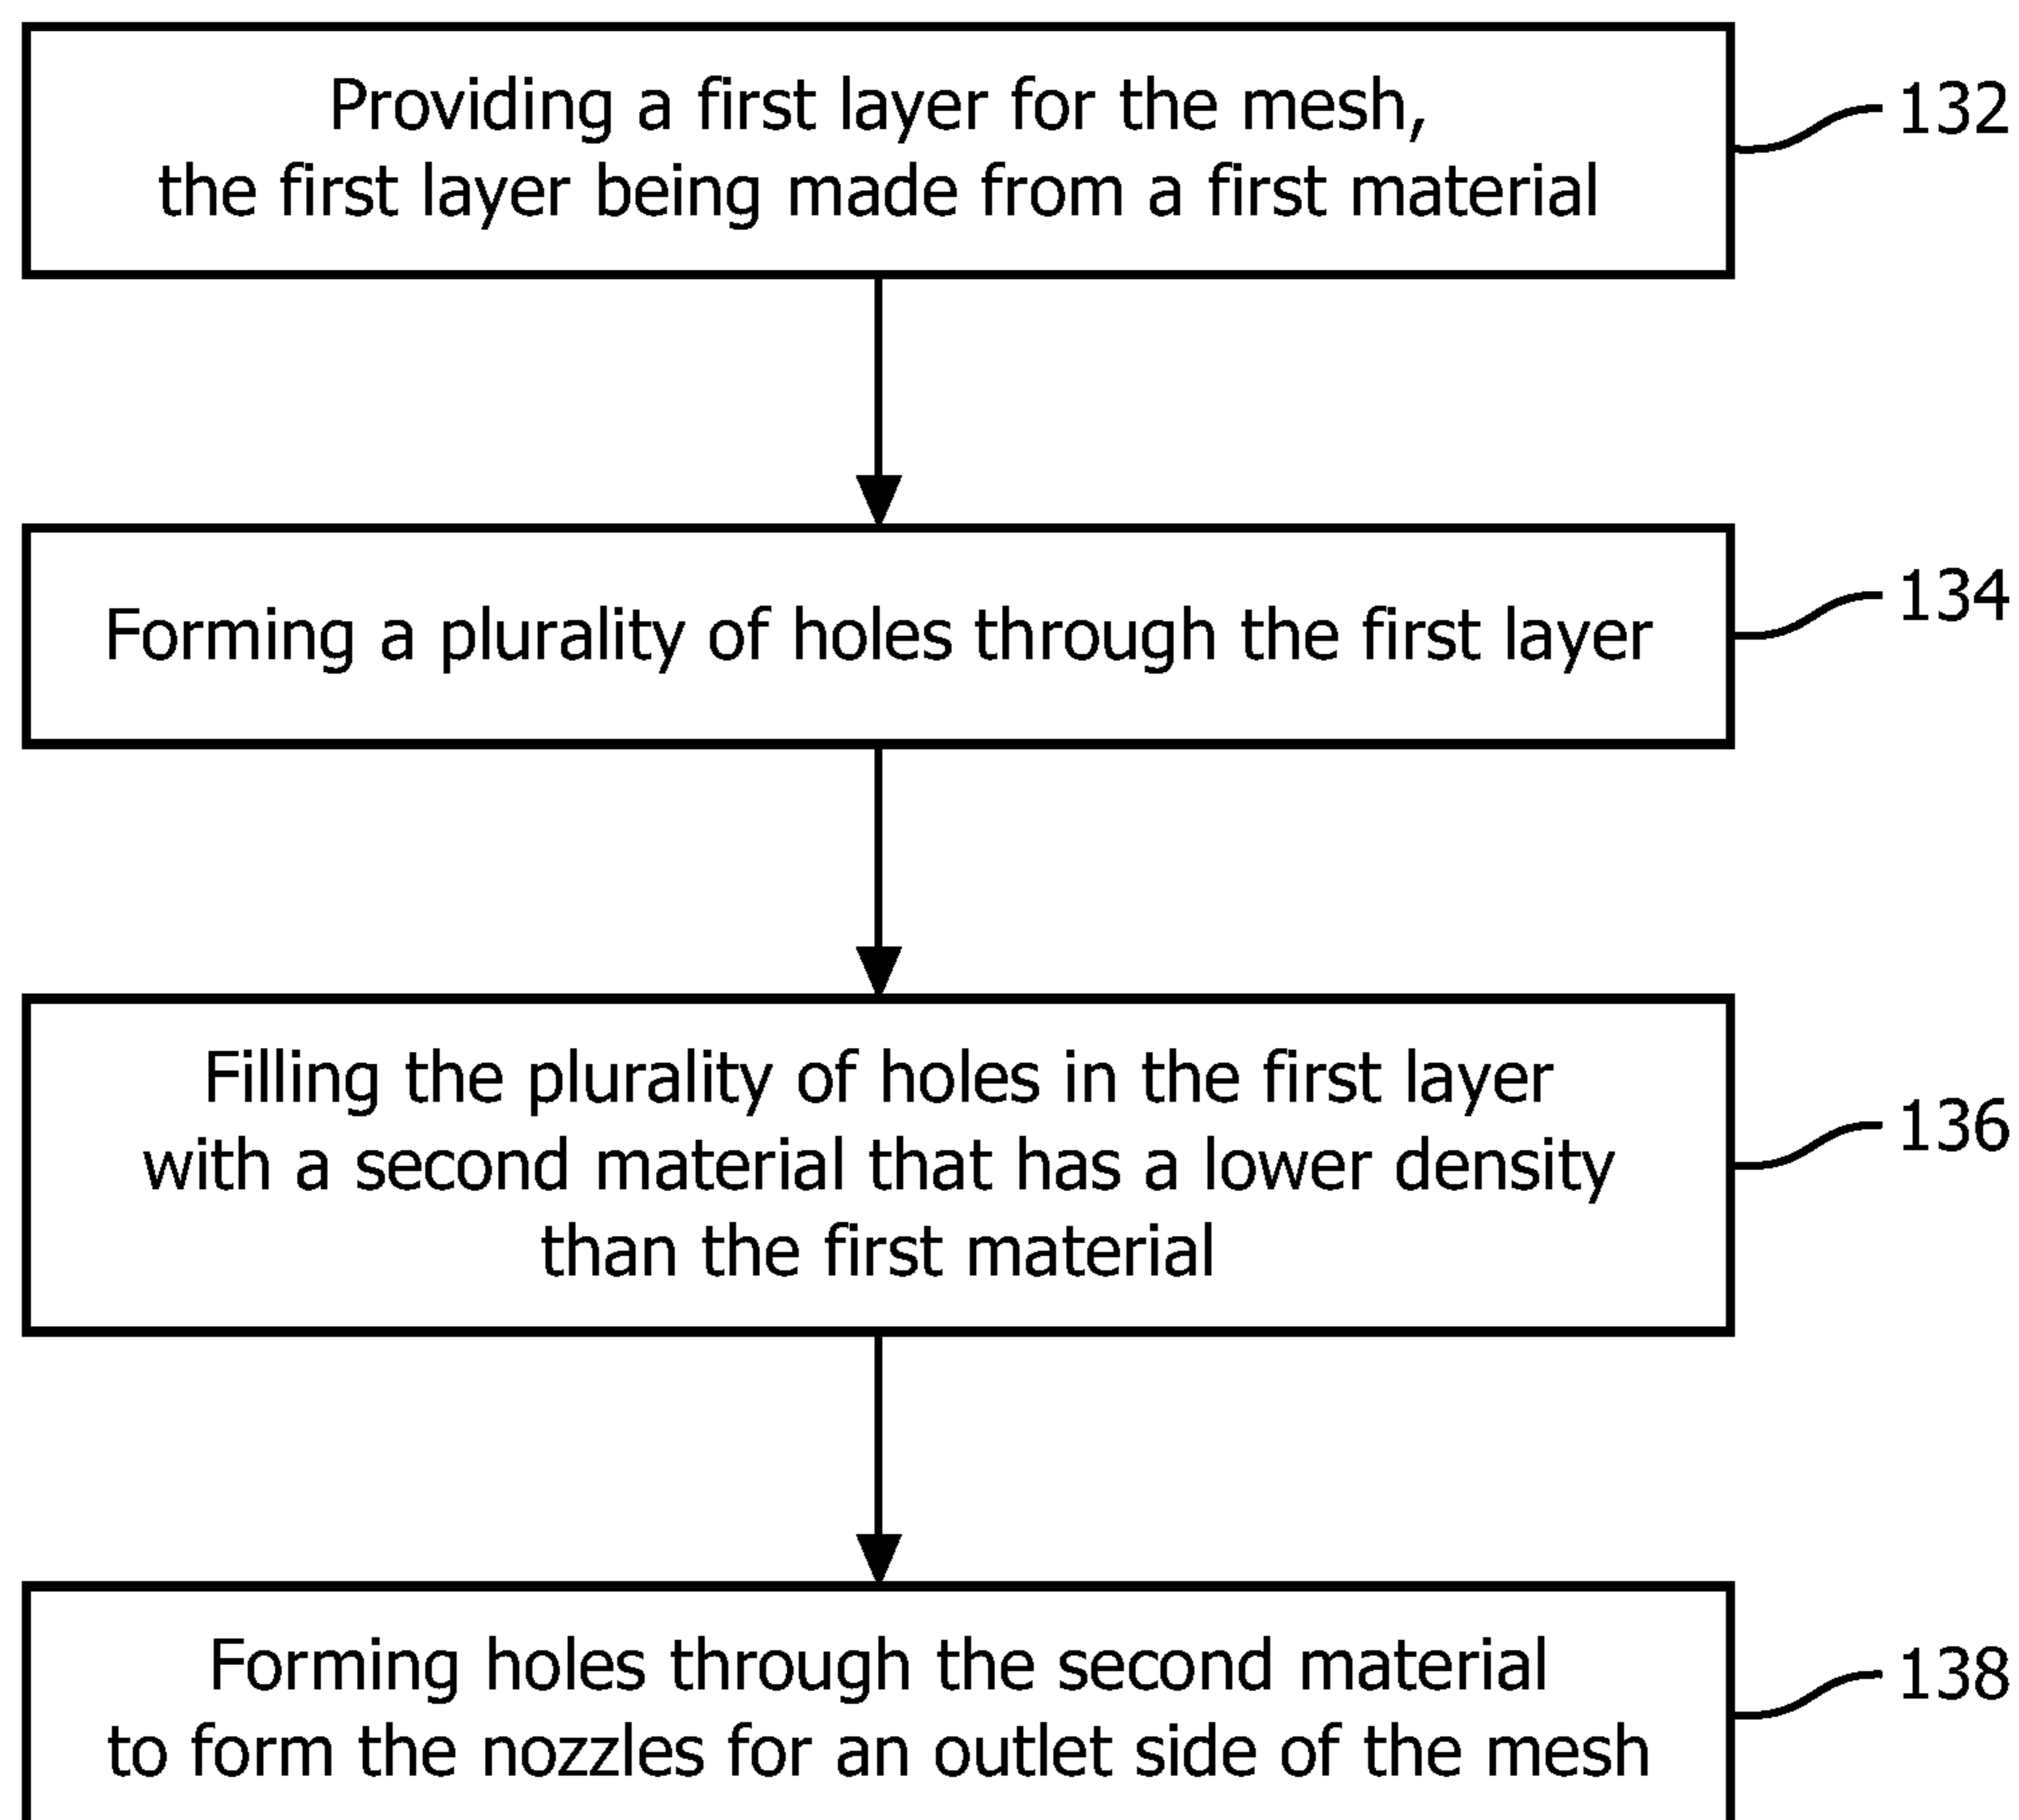 Providing a first layer for the mesh,
the first layer being made from a first material
132
Forming a plurality of holes through the first layer
134
Filling the plurality of holes in the first layer
with a second material that has a lower density
than the first material
136
Forming holes through the second material
to form the nozzles for an outlet side of the mesh
138